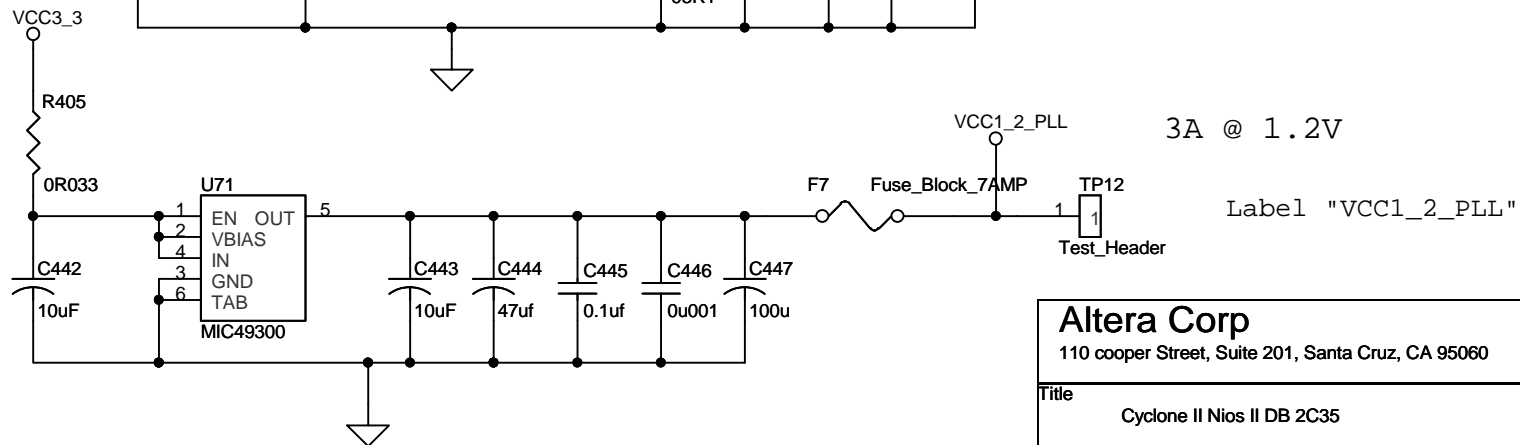 VCC3_3
R405
0R033
VCC1_2_PLL
3A @ 1.2V
U71
F7 Fuse_Block_7AMP
TP12
1 EN OUT 5
2 VBIAS
4 IN
3 GND
6 TAB
MIC49300
1 1
Test_Header
Label "VCC1_2_PLL"
C442
10uF
C443
10uF
C444
47uf
C445
0.1uf
C446
0u001
C447
100u
Altera Corp
110 cooper Street, Suite 201, Santa Cruz, CA 95060
Title
Cyclone II Nios II DB 2C35